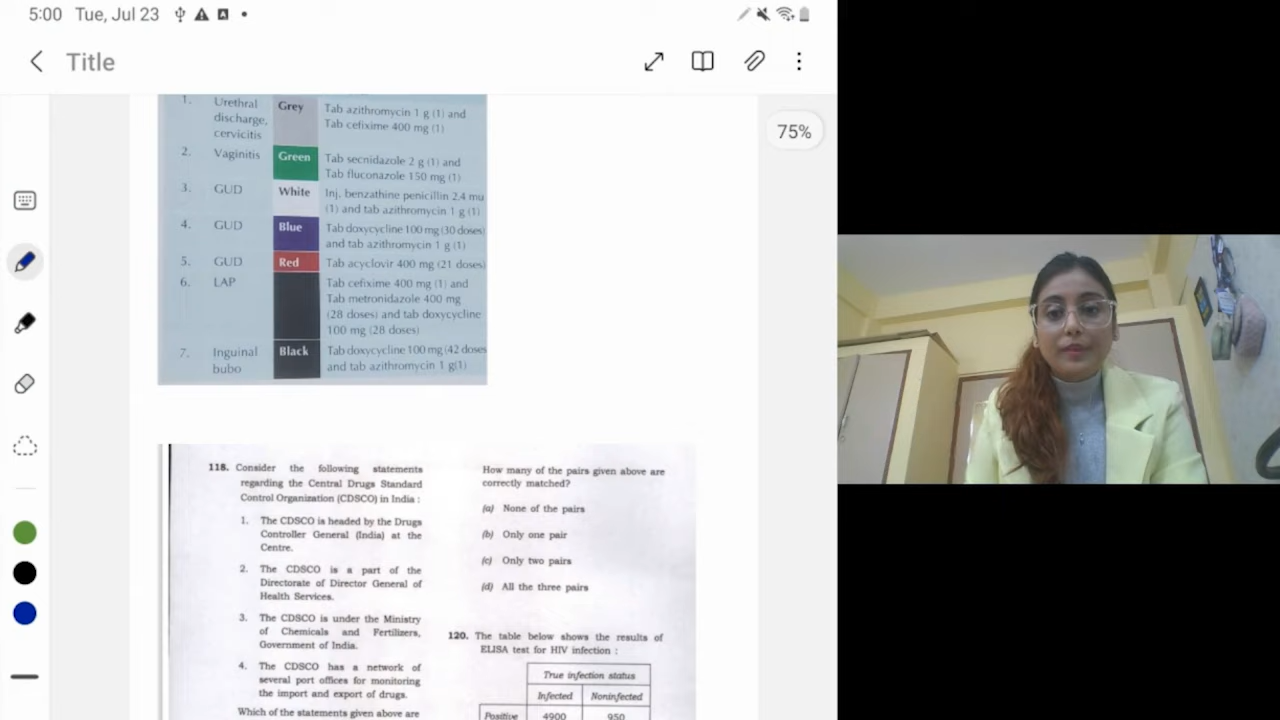 5:00 Tue, Jul 23
Title
75%
1. Urethral Grey Tab azithromycin 1 g (1) and
discharge, Tab cefixime 400 mg (1)
cervicitis
2. Vaginitis Green Tab secnidazole 2 g (1) and
Tab fluconazole 150 mg (1)
3. GUD White Inj. benzathine penicillin 2.4 mu
(1) and tab azithromycin 1 g (1)
4. GUD Blue Tab doxycycline 100 mg (30 doses)
and tab azithromycin 1 g (1)
5. GUD Red Tab acyclovir 400 mg (21 doses)
6. LAP Tab cefixime 400 mg (1) and
Tab metronidazole 400 mg
(28 doses) and tab doxycycline
100 mg (28 doses)
7. Inguinal Black Tab doxycycline 100 mg (42 doses
bubo and tab azithromycin 1 g(1)
118. Consider the following statements
regarding the Central Drugs Standard
Control Organization (CDSCO) in India :
1. The CDSCO is headed by the Drugs
Controller General (India) at the
Centre.
2. The CDSCO is a part of the
Directorate of Director General of
Health Services.
3. The CDSCO is under the Ministry
of Chemicals and Fertilizers,
Government of India.
4. The CDSCO has a network of
several port offices for monitoring
the import and export of drugs.
Which of the statements given above are
How many of the pairs given above are
correctly matched?
(a) None of the pairs
(b) Only one pair
(c) Only two pairs
(d) All the three pairs
120. The table below shows the results of
ELISA test for HIV infection :
True infection status
Infected Noninfected
Positive 4900 950